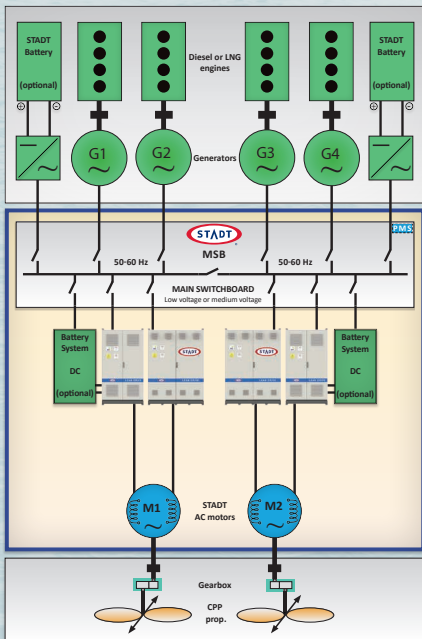 STADT
Battery
(optional)
Diesel or LNG
engines
STADT
Battery
(optional)
G1
G2
Generators
G3
G4
STADT
MSB
PMS
50-60 Hz
50-60 Hz
MAIN SWITCHBOARD
Low voltage or medium voltage
Battery
System
DC
(optional)
STADT
STADT
Battery
System
DC
(optional)
M1
STADT
AC motors
M2
Gearbox
CPP
prop.